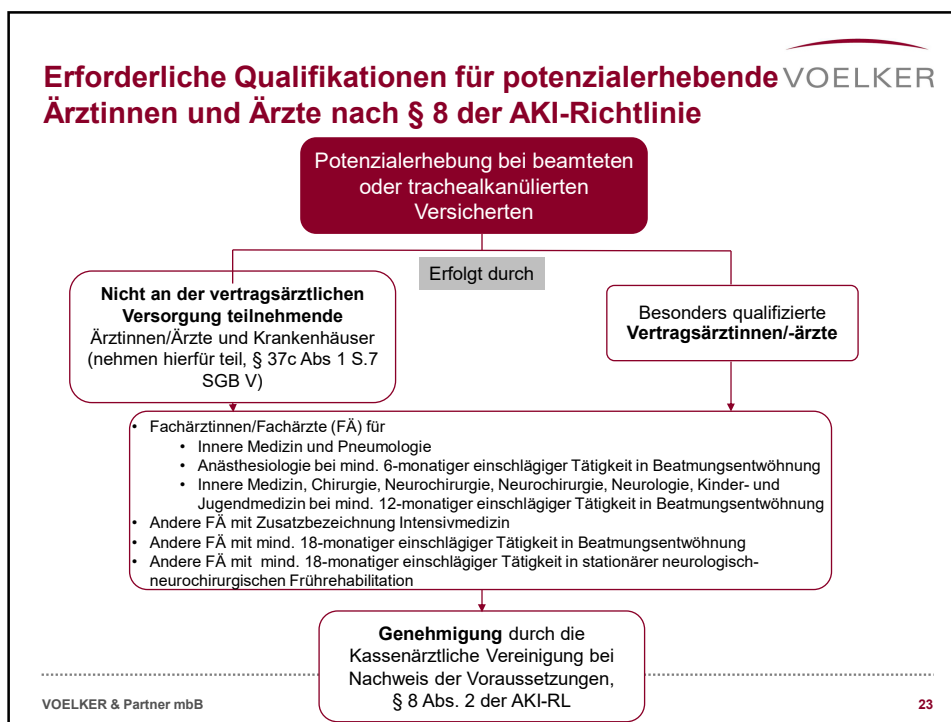 Erforderliche Qualifikationen für potenzialerhebende
Ärztinnen und Ärzte nach § 8 der AKI-Richtlinie
VOELKER
Potenzialerhebung bei beamteten
oder trachealkanülierten
Versicherten
Erfolgt durch
Nicht an der vertragsärztlichen
Versorgung teilnehmende
Ärztinnen/Ärzte und Krankenhäuser
(nehmen hierfür teil, § 37c Abs 1 S.7
SGB V)
Besonders qualifizierte
Vertragsärztinnen/-ärzte
• Fachärztinnen/Fachärzte (FÄ) für
• Innere Medizin und Pneumologie
• Anästhesiologie bei mind. 6-monatiger einschlägiger Tätigkeit in Beatmungsentwöhnung
• Innere Medizin, Chirurgie, Neurochirurgie, Neurochirurgie, Neurologie, Kinder- und
Jugendmedizin bei mind. 12-monatiger einschlägiger Tätigkeit in Beatmungsentwöhnung
• Andere FÄ mit Zusatzbezeichnung Intensivmedizin
• Andere FÄ mit mind. 18-monatiger einschlägiger Tätigkeit in Beatmungsentwöhnung
• Andere FÄ mit mind. 18-monatiger einschlägiger Tätigkeit in stationärer neurologisch-
neurochirurgischen Frührehabilitation
Genehmigung durch die
Kassenärztliche Vereinigung bei
Nachweis der Voraussetzungen,
§ 8 Abs. 2 der AKI-RL
VOELKER & Partner mbB
23